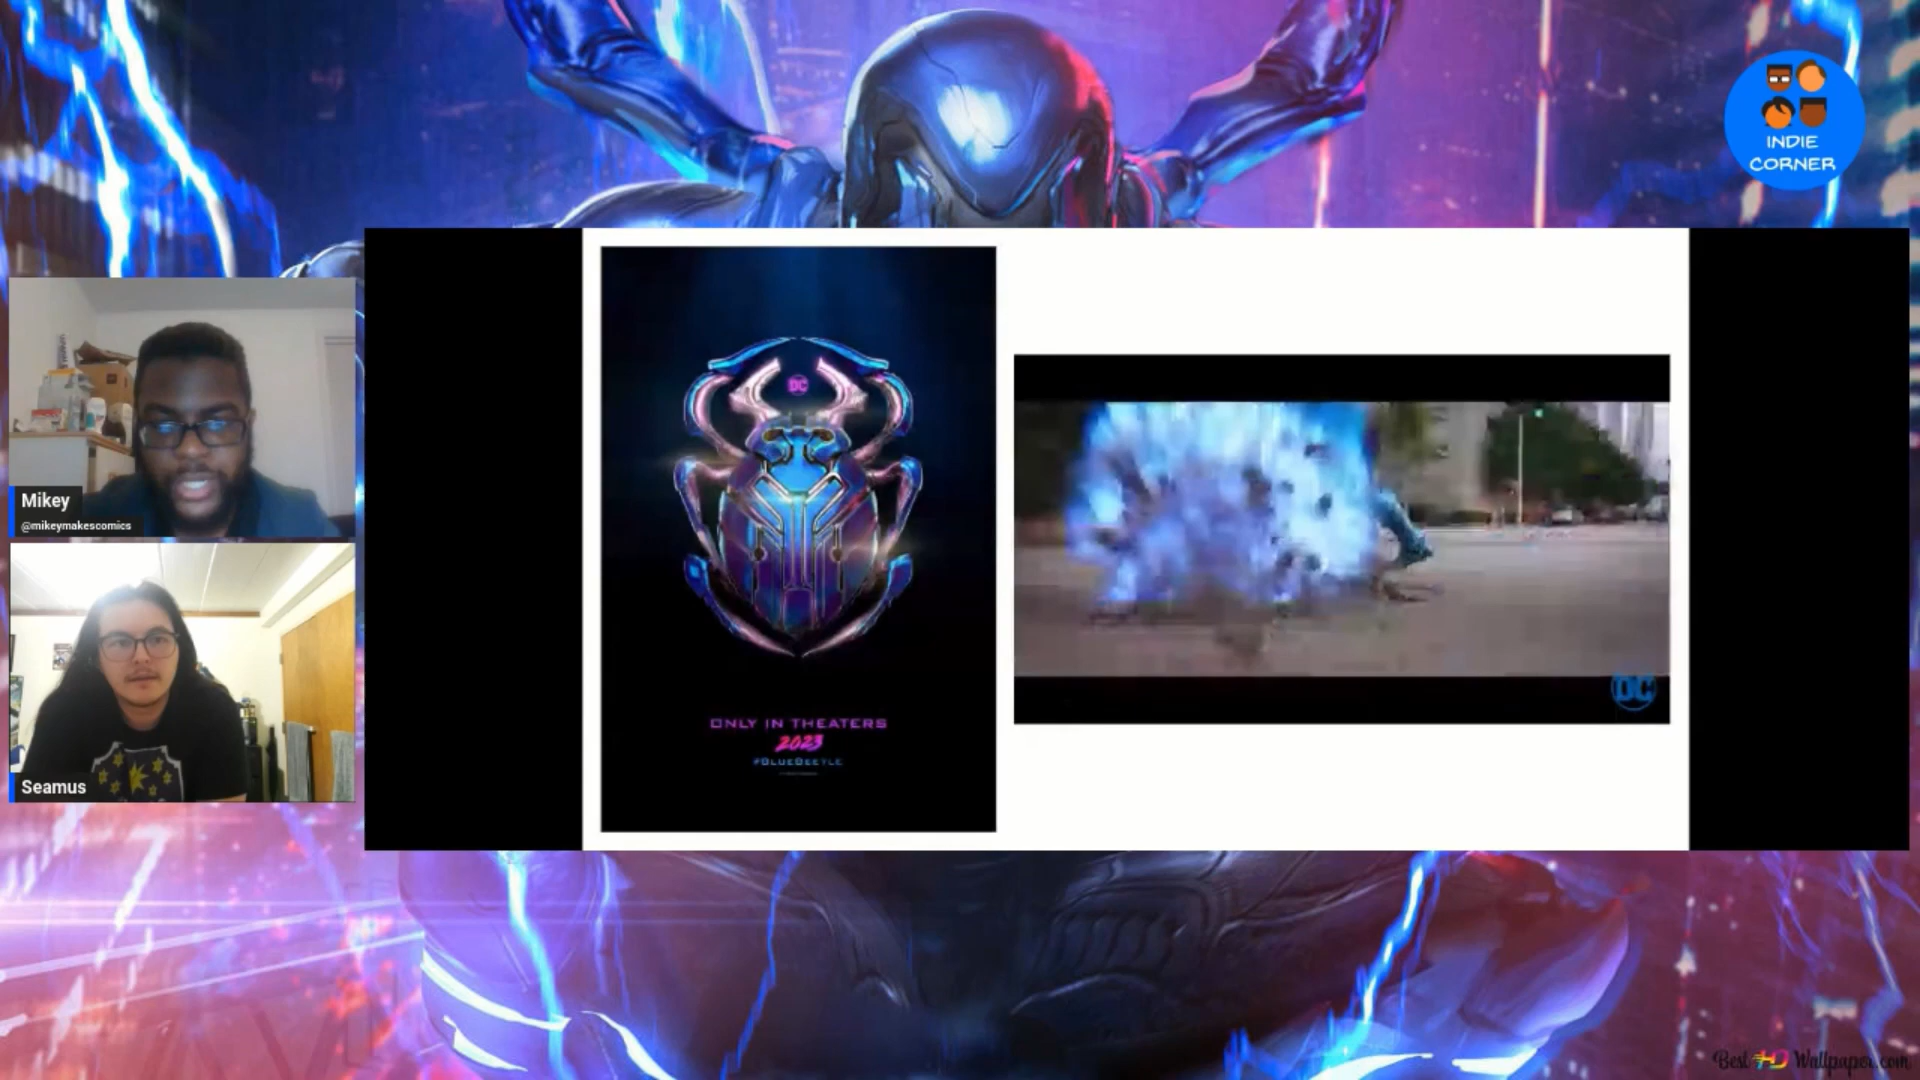 INDIE
CORNER
DC
Mikey
@mikeymakescomics
Seamus
ONLY IN THEATERS
2023
#BLUEBEETLE
DC
Best HD Wallpaper.com